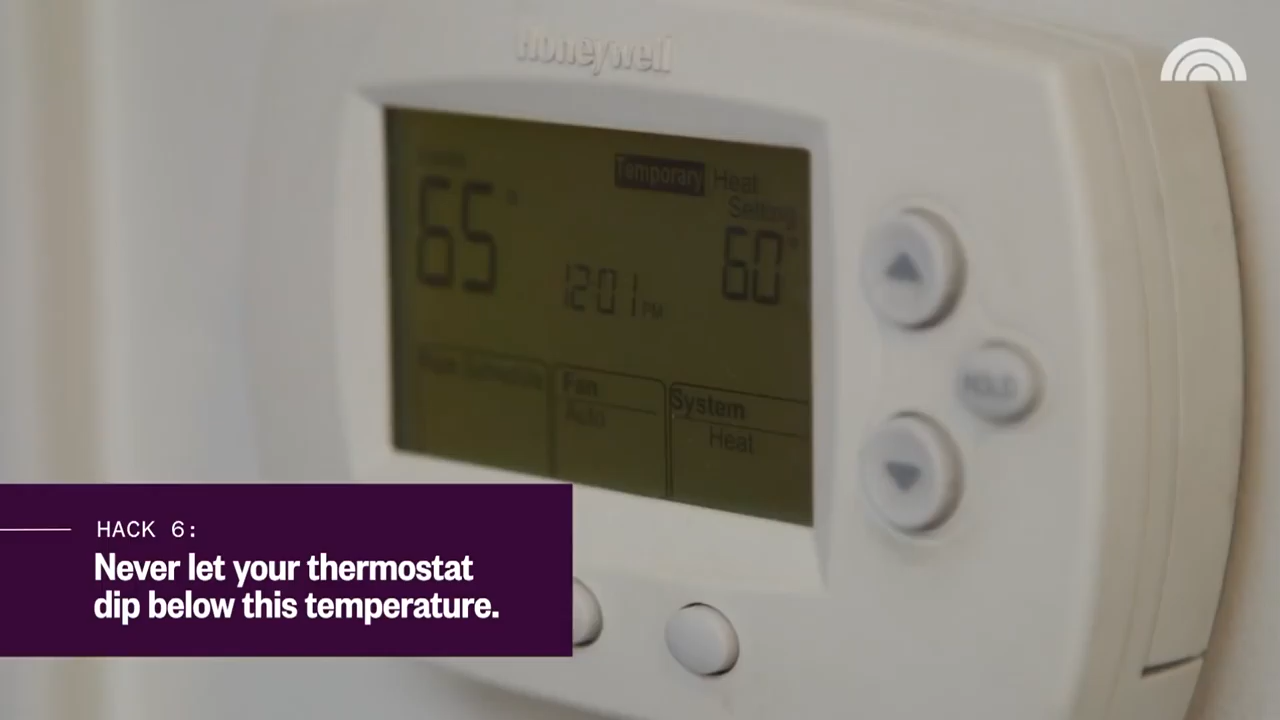 Honeywell
Temporary Heat
Setting
65°
60°
12:01 PM
Fan
Auto
System
Heat
HOLD
HACK 6:
Never let your thermostat
dip below this temperature.